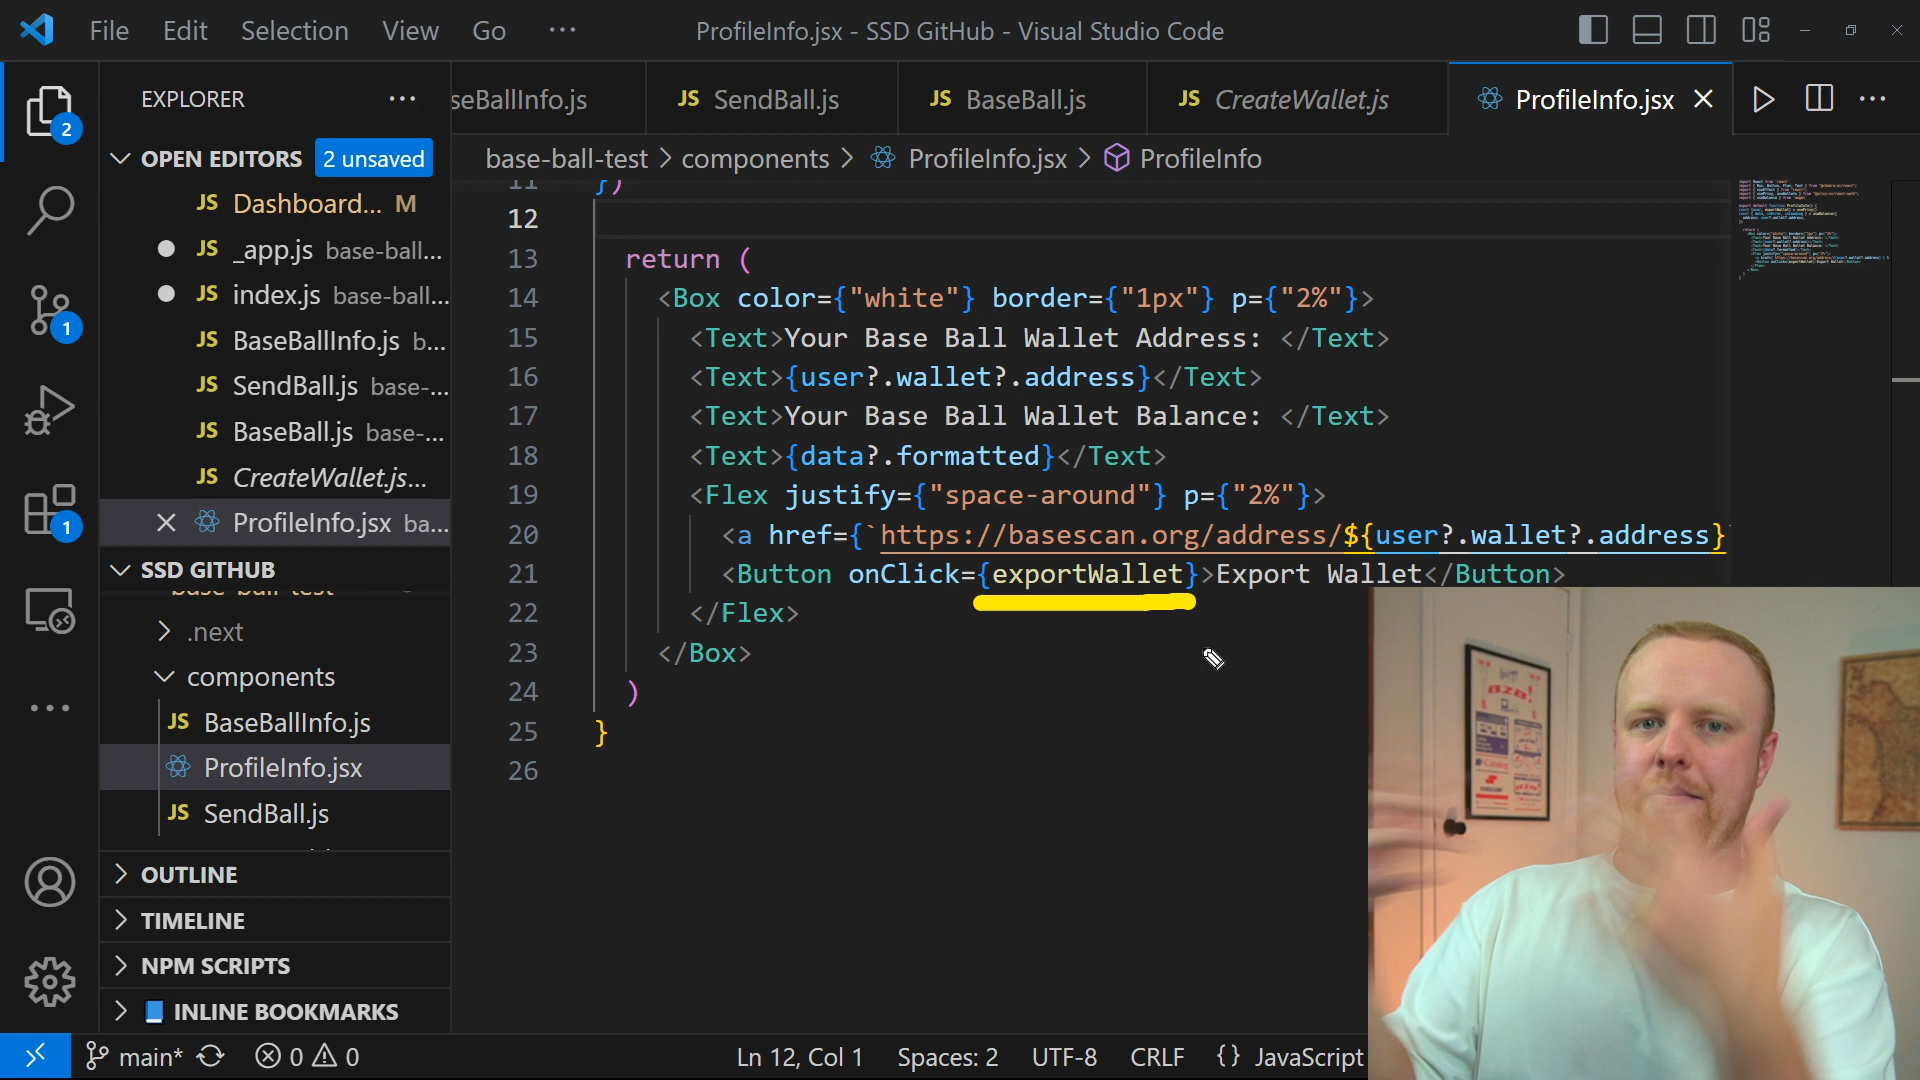 File Edit Selection View Go ···
ProfileInfo.jsx - SSD GitHub - Visual Studio Code
EXPLORER ···
seBallInfo.js JS SendBall.js JS BaseBall.js JS CreateWallet.js ProfileInfo.jsx
OPEN EDITORS 2 unsaved
base-ball-test > components > ProfileInfo.jsx > ProfileInfo
JS Dashboard... M
JS _app.js base-ball...
JS index.js base-ball...
JS BaseBallInfo.js b...
JS SendBall.js base-...
JS BaseBall.js base-...
JS CreateWallet.js...
ProfileInfo.jsx ba...
SSD GITHUB
base-ball-test
.next
components
JS BaseBallInfo.js
ProfileInfo.jsx
JS SendBall.js
OUTLINE
TIMELINE
NPM SCRIPTS
INLINE BOOKMARKS
2
1
1
11 })
12
13 return (
14 <Box color={"white"} border={"1px"} p={"2%"}>
15 <Text>Your Base Ball Wallet Address: </Text>
16 <Text>{user?.wallet?.address}</Text>
17 <Text>Your Base Ball Wallet Balance: </Text>
18 <Text>{data?.formatted}</Text>
19 <Flex justify={"space-around"} p={"2%"}>
20 <a href={`https://basescan.org/address/${user?.wallet?.address}`
21 <Button onClick={exportWallet}>Export Wallet</Button>
22 </Flex>
23 </Box>
24 )
25 }
26
BZB!
main* 0 0 Ln 12, Col 1 Spaces: 2 UTF-8 CRLF {} JavaScript